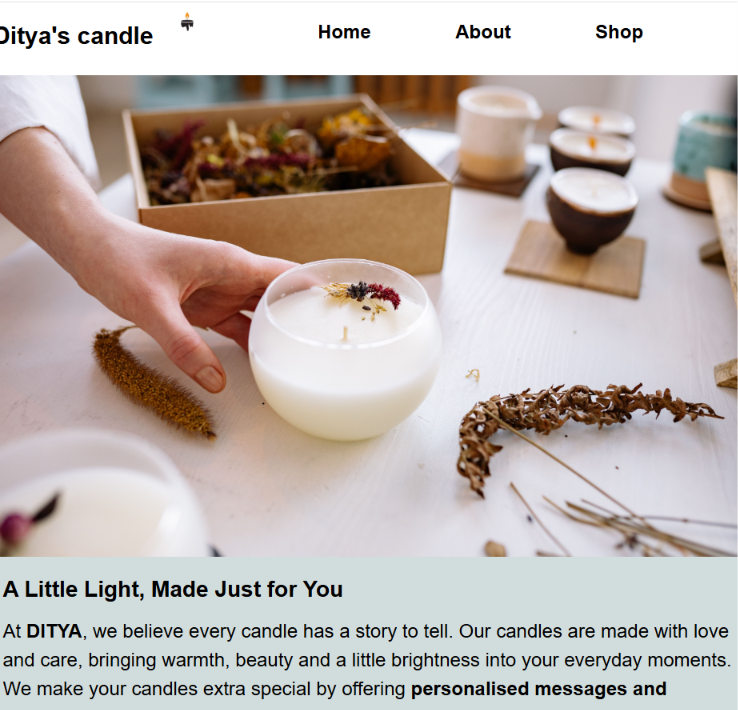 Ditya's candle
Home
About
Shop
A Little Light, Made Just for You
At DITYA, we believe every candle has a story to tell. Our candles are made with love
and care, bringing warmth, beauty and a little brightness into your everyday moments.
We make your candles extra special by offering personalised messages and